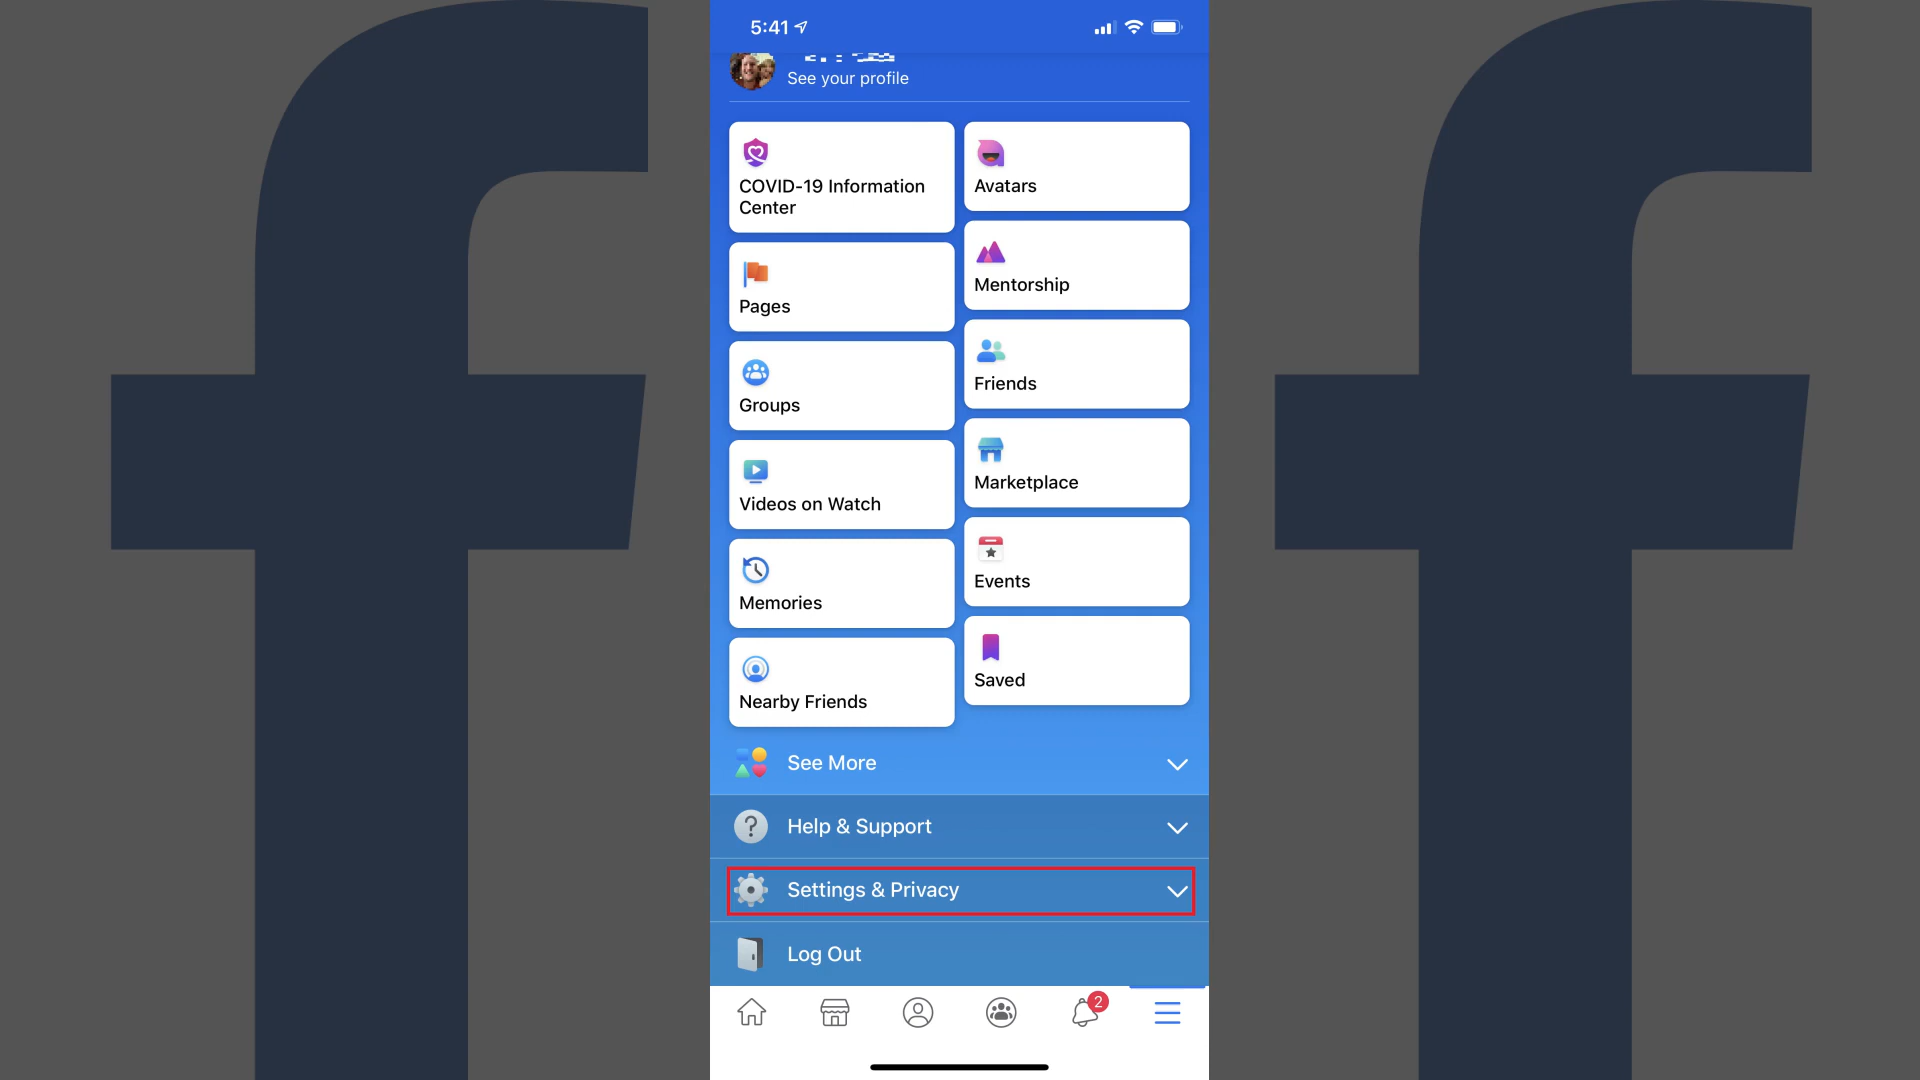 5:41
See your profile
COVID-19 Information
Center
Avatars
Pages
Mentorship
Groups
Friends
Videos on Watch
Marketplace
Memories
Events
Nearby Friends
Saved
See More
Help & Support
Settings & Privacy
Log Out
2